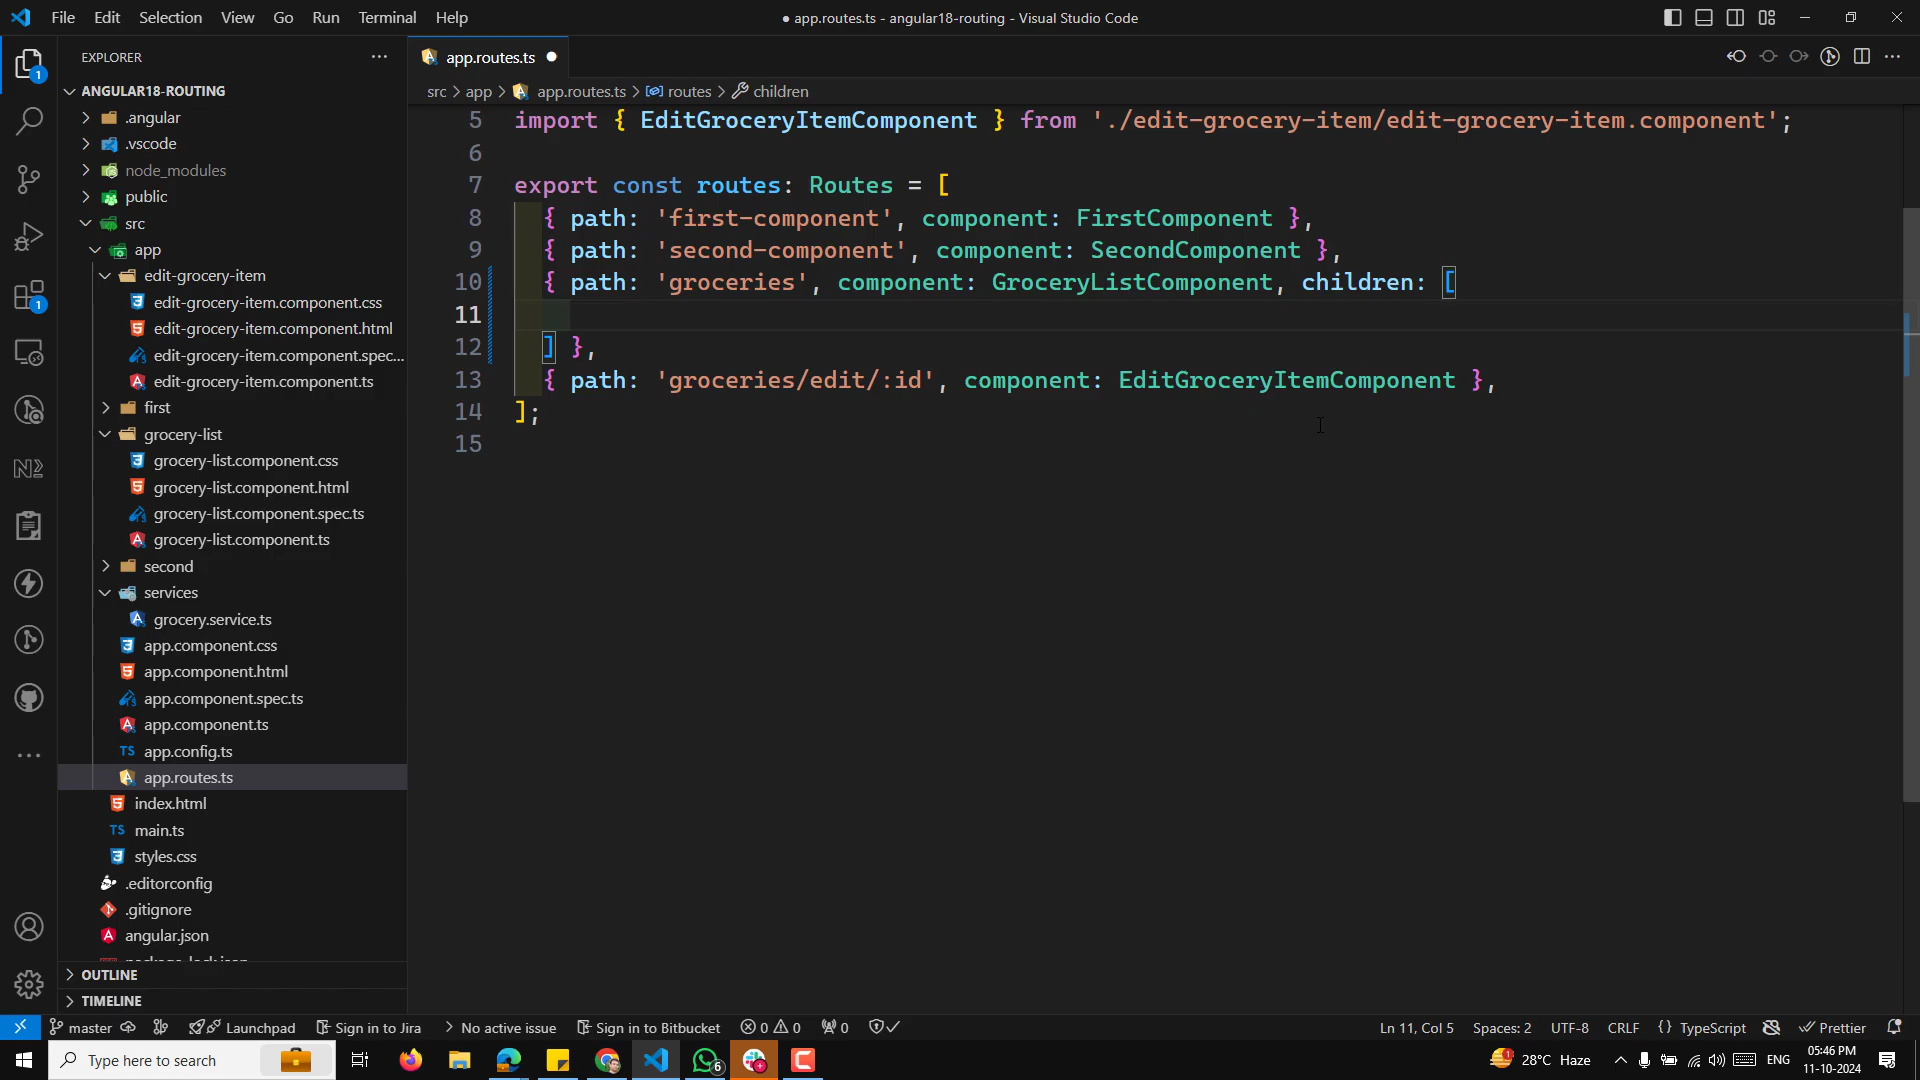 File Edit Selection View Go Run Terminal Help
● app.routes.ts - angular18-routing - Visual Studio Code
EXPLORER
ANGULAR18-ROUTING
.angular
.vscode
node_modules
public
src
app
edit-grocery-item
edit-grocery-item.component.css
edit-grocery-item.component.html
edit-grocery-item.component.spec...
edit-grocery-item.component.ts
first
grocery-list
grocery-list.component.css
grocery-list.component.html
grocery-list.component.spec.ts
grocery-list.component.ts
second
services
grocery.service.ts
app.component.css
app.component.html
app.component.spec.ts
app.component.ts
TS app.config.ts
app.routes.ts
index.html
TS main.ts
styles.css
.editorconfig
.gitignore
angular.json
OUTLINE
TIMELINE
app.routes.ts
src > app > app.routes.ts > routes > children
5 import { EditGroceryItemComponent } from './edit-grocery-item/edit-grocery-item.component';
6
7 export const routes: Routes = [
8 { path: 'first-component', component: FirstComponent },
9 { path: 'second-component', component: SecondComponent },
10 { path: 'groceries', component: GroceryListComponent, children: [
11
12 ] },
13 { path: 'groceries/edit/:id', component: EditGroceryItemComponent },
14 ];
15
master Launchpad Sign in to Jira No active issue Sign in to Bitbucket 0 0 0
Ln 11, Col 5 Spaces: 2 UTF-8 CRLF { } TypeScript Prettier
Type here to search
6
28°C Haze
ENG
05:46 PM
11-10-2024